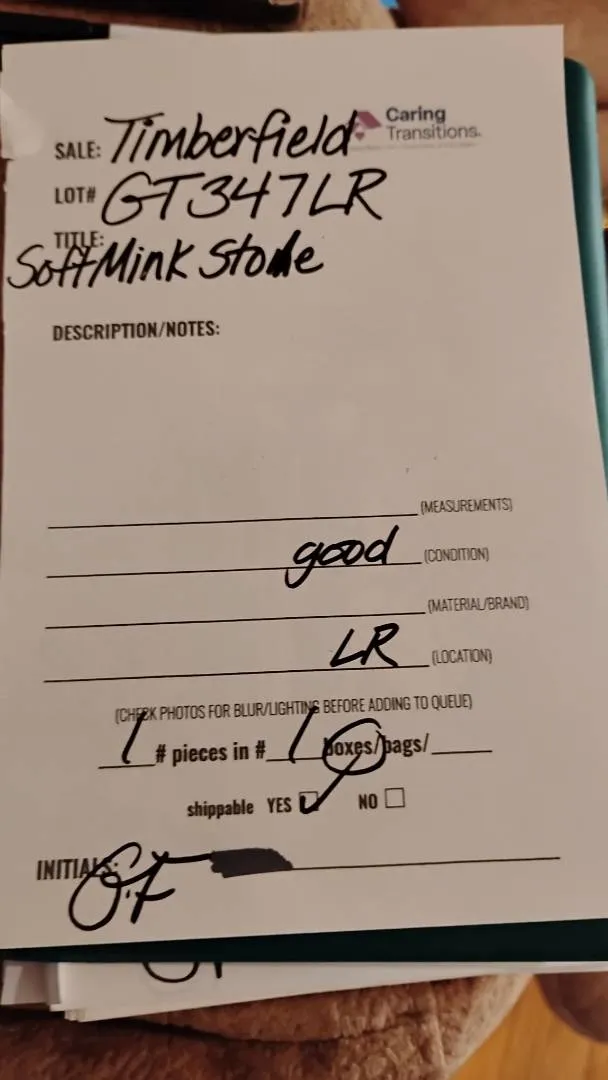 Caring
Transitions.
SALE: Timberfield
LOT# GT347LR
TITLE:
Soft Mink Stole
DESCRIPTION/NOTES:
(MEASUREMENTS)
good (CONDITION)
(MATERIAL/BRAND)
LR (LOCATION)
(CHECK PHOTOS FOR BLUR/LIGHTING BEFORE ADDING TO QUEUE)
1 # pieces in # 1 boxes/bags/
shippable YES NO
INITIALS: